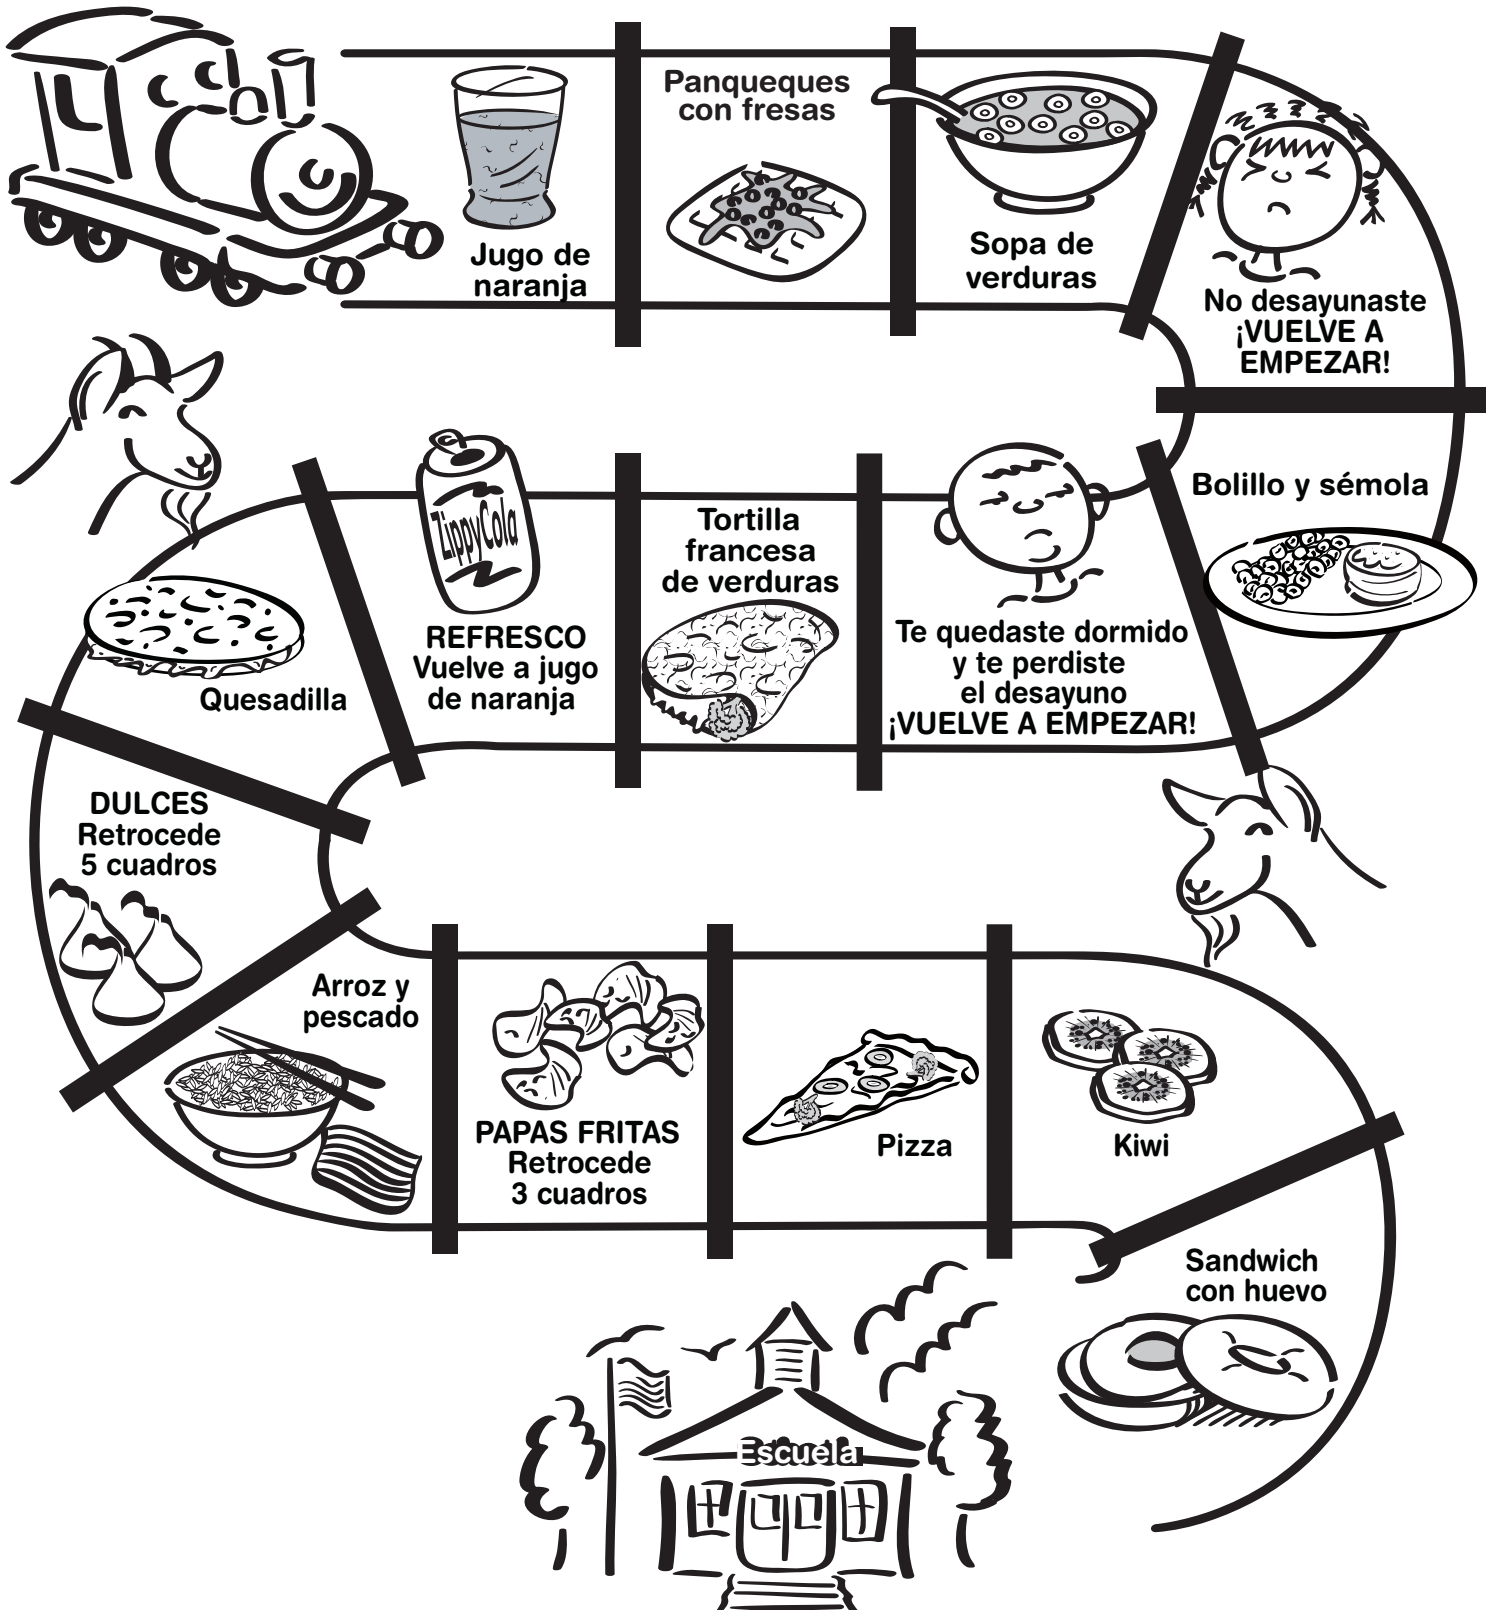 Jugo de
naranja
Panqueques
con fresas
Sopa de
verduras
No desayunaste
¡VUELVE A
EMPEZAR!
Bolillo y sémola
Te quedaste dormido
y te perdiste
el desayuno
¡VUELVE A EMPEZAR!
Tortilla
francesa
de verduras
ZippyCola
REFRESCO
Vuelve a jugo
de naranja
Quesadilla
DULCES
Retrocede
5 cuadros
Arroz y
pescado
PAPAS FRITAS
Retrocede
3 cuadros
Pizza
Kiwi
Sandwich
con huevo
Escuela